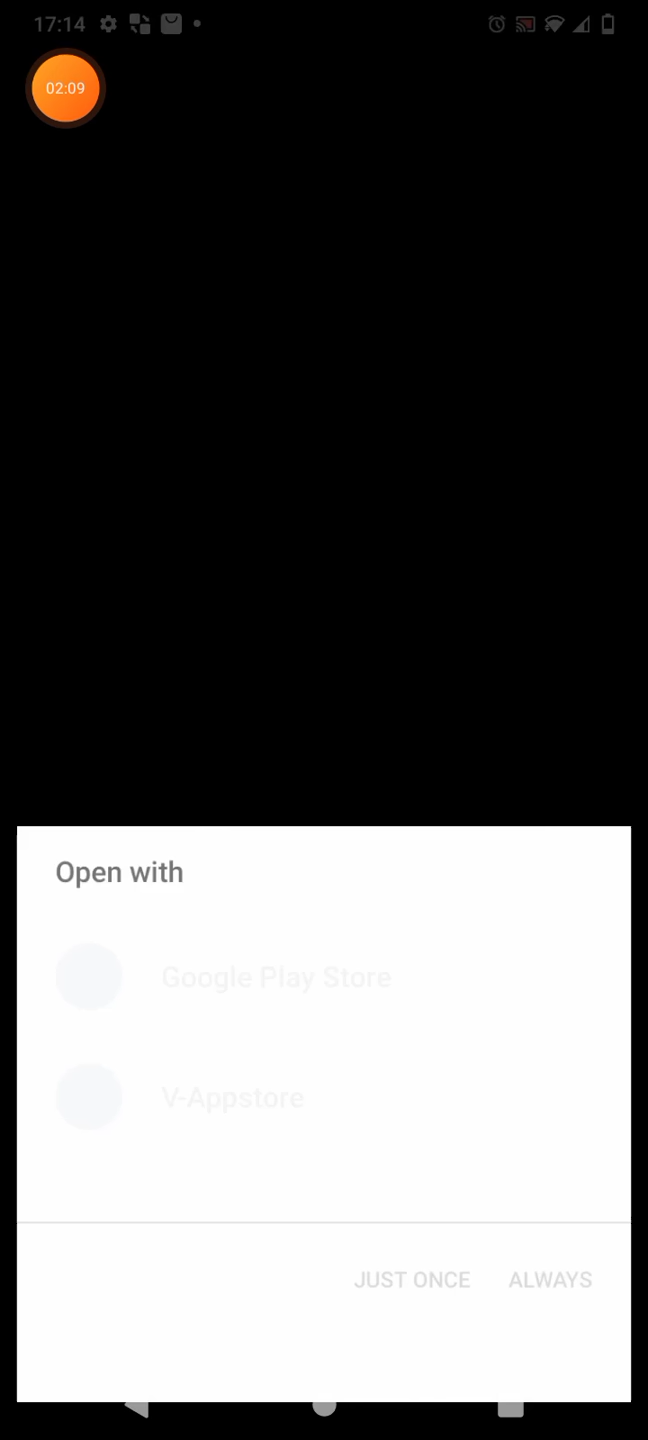 17:14
02:09
Open with
Google Play Store
V-Appstore
JUST ONCE ALWAYS